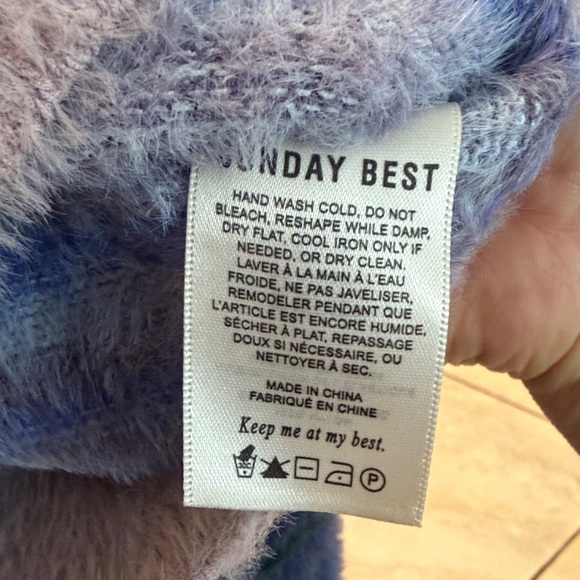 SUNDAY BEST
HAND WASH COLD, DO NOT
BLEACH, RESHAPE WHILE DAMP,
DRY FLAT, COOL IRON ONLY IF
NEEDED, OR DRY CLEAN.
LAVER À LA MAIN À L'EAU
FROIDE, NE PAS JAVELISER,
REMODELER PENDANT QUE
L'ARTICLE EST ENCORE HUMIDE,
SÉCHER À PLAT, REPASSAGE
DOUX SI NÉCESSAIRE, OU
NETTOYER À SEC.
MADE IN CHINA
FABRIQUÉ EN CHINE
Keep me at my best.
30C P